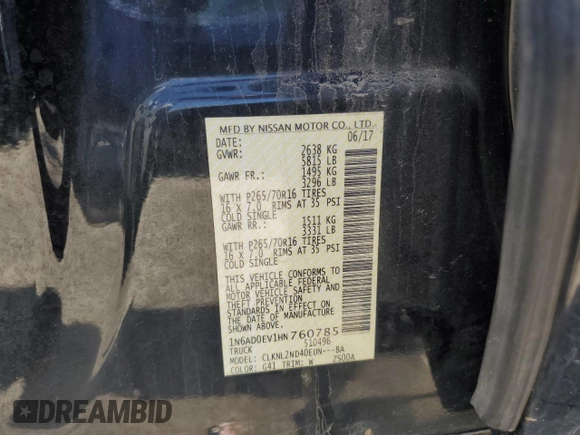 MFD BY NISSAN MOTOR CO., LTD.
DATE: 06/17
GVWR: 2638 KG
5815 LB
GAWR FR.: 1495 KG
3296 LB
WITH P265/70R16 TIRES
16 X 7.0 RIMS AT 35 PSI
COLD SINGLE
GAWR RR.: 1511 KG
3331 LB
WITH P265/70R16 TIRES
16 X 7.0 RIMS AT 35 PSI
COLD SINGLE
THIS VEHICLE CONFORMS TO
ALL APPLICABLE FEDERAL
MOTOR VEHICLE SAFETY AND
THEFT PREVENTION
STANDARDS IN EFFECT ON
THE DATE OF MANUFACTURE
SHOWN ABOVE.
1N6AD0EV1HN760785
TRUCK S10496
MODEL: CLKNL2ND40EUN---BA
COLOR: G41 TRIM: W 7500A
DREAMBID